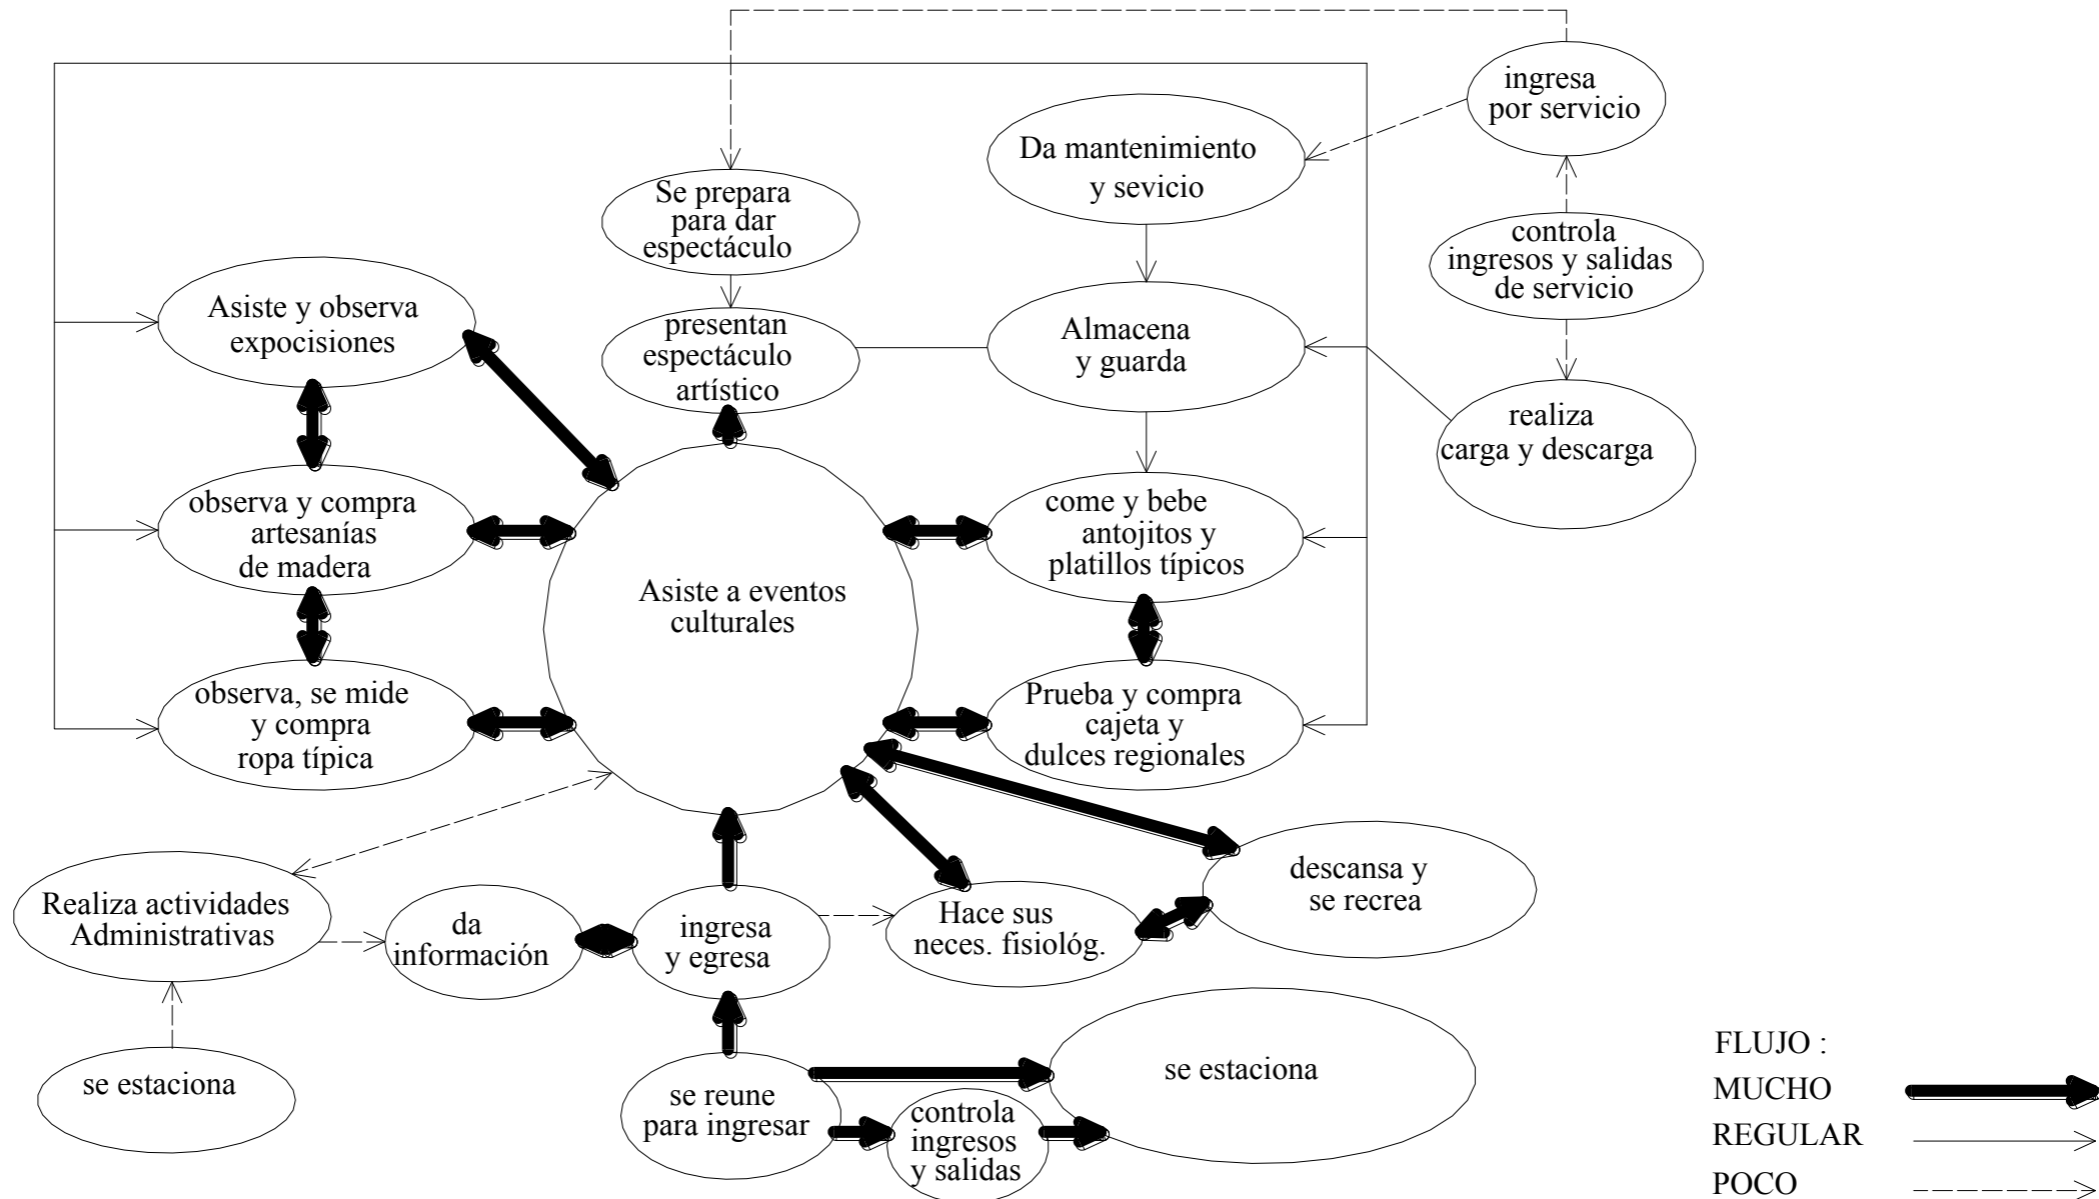 ingresa
por servicio
Da mantenimiento
y sevicio
Se prepara
para dar
espectáculo
controla
ingresos y salidas
de servicio
Asiste y observa
expocisiones
presentan
espectáculo
artístico
Almacena
y guarda
realiza
carga y descarga
observa y compra
artesanías
de madera
come y bebe
antojitos y
platillos típicos
Asiste a eventos
culturales
observa, se mide
y compra
ropa típica
Prueba y compra
cajeta y
dulces regionales
Realiza actividades
Administrativas
da
información
ingresa
y egresa
Hace sus
neces. fisiológ.
descansa y
se recrea
se estaciona
se reune
para ingresar
controla
ingresos
y salidas
se estaciona
FLUJO :
MUCHO
REGULAR
POCO